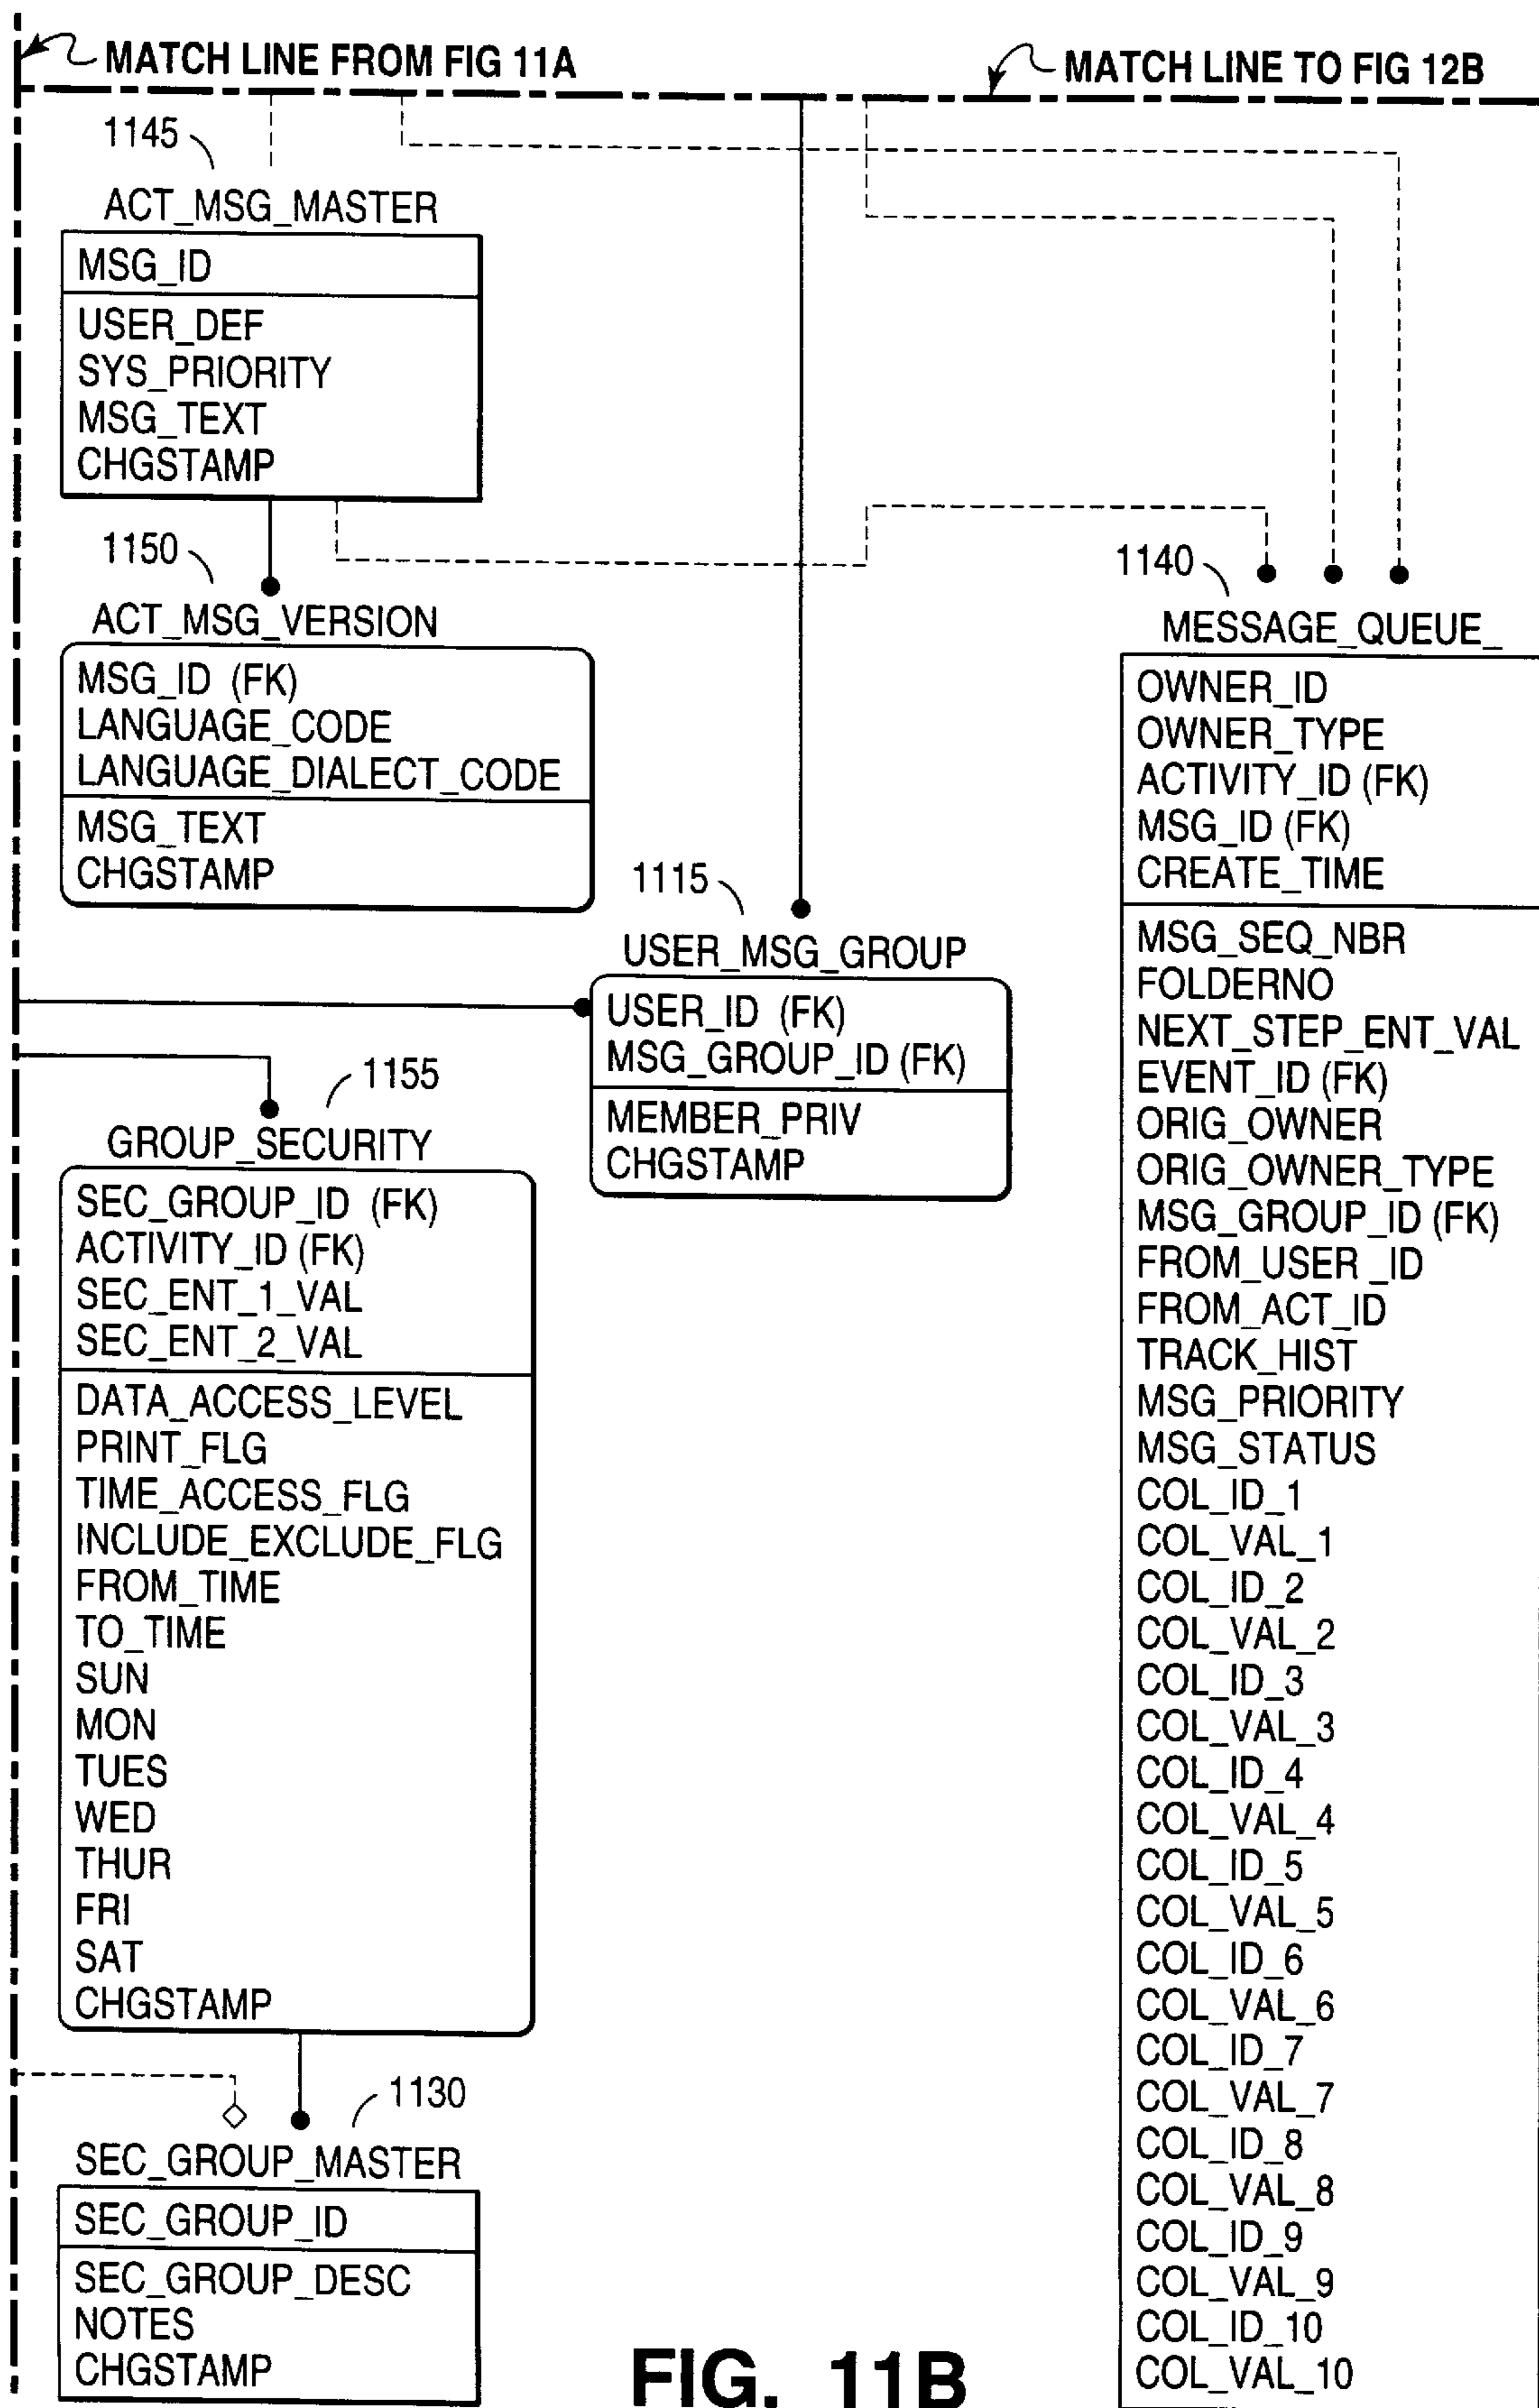 MATCH LINE FROM FIG 11A
MATCH LINE TO FIG 12B
1145
ACT_MSG_MASTER
MSG_ID
USER_DEF
SYS_PRIORITY
MSG_TEXT
CHGSTAMP
1150
ACT_MSG_VERSION
MSG_ID (FK)
LANGUAGE_CODE
LANGUAGE_DIALECT_CODE
MSG_TEXT
CHGSTAMP
1115
USER_MSG_GROUP
USER_ID (FK)
MSG_GROUP_ID (FK)
MEMBER_PRIV
CHGSTAMP
1155
GROUP_SECURITY
SEC_GROUP_ID (FK)
ACTIVITY_ID (FK)
SEC_ENT_1_VAL
SEC_ENT_2_VAL
DATA_ACCESS_LEVEL
PRINT_FLG
TIME_ACCESS_FLG
INCLUDE_EXCLUDE_FLG
FROM_TIME
TO_TIME
SUN
MON
TUES
WED
THUR
FRI
SAT
CHGSTAMP
1130
SEC_GROUP_MASTER
SEC_GROUP_ID
SEC_GROUP_DESC
NOTES
CHGSTAMP
1140
MESSAGE_QUEUE_
OWNER_ID
OWNER_TYPE
ACTIVITY_ID (FK)
MSG_ID (FK)
CREATE_TIME
MSG_SEQ_NBR
FOLDERNO
NEXT_STEP_ENT_VAL
EVENT_ID (FK)
ORIG_OWNER
ORIG_OWNER_TYPE
MSG_GROUP_ID (FK)
FROM_USER_ID
FROM_ACT_ID
TRACK_HIST
MSG_PRIORITY
MSG_STATUS
COL_ID_1
COL_VAL_1
COL_ID_2
COL_VAL_2
COL_ID_3
COL_VAL_3
COL_ID_4
COL_VAL_4
COL_ID_5
COL_VAL_5
COL_ID_6
COL_VAL_6
COL_ID_7
COL_VAL_7
COL_ID_8
COL_VAL_8
COL_ID_9
COL_VAL_9
COL_ID_10
COL_VAL_10
FIG. 11B